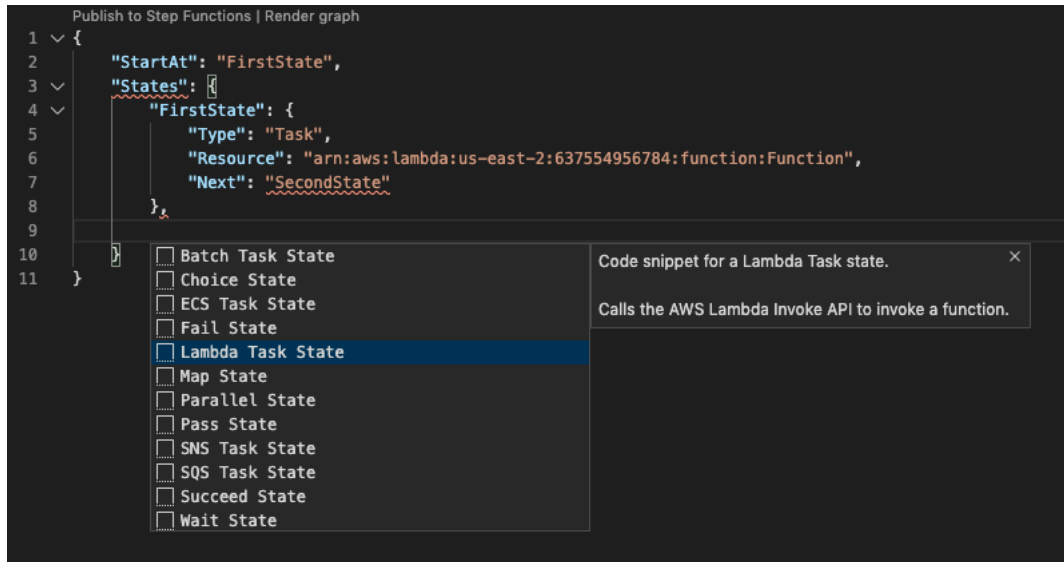 Publish to Step Functions | Render graph
1 {
2 "StartAt": "FirstState",
3 "States": {
4 "FirstState": {
5 "Type": "Task",
6 "Resource": "arn:aws:lambda:us-east-2:637554956784:function:Function",
7 "Next": "SecondState"
8 },
9
10 }
11 }
Batch Task State
Choice State
ECS Task State
Fail State
Lambda Task State
Map State
Parallel State
Pass State
SNS Task State
SQS Task State
Succeed State
Wait State
Code snippet for a Lambda Task state.
Calls the AWS Lambda Invoke API to invoke a function.